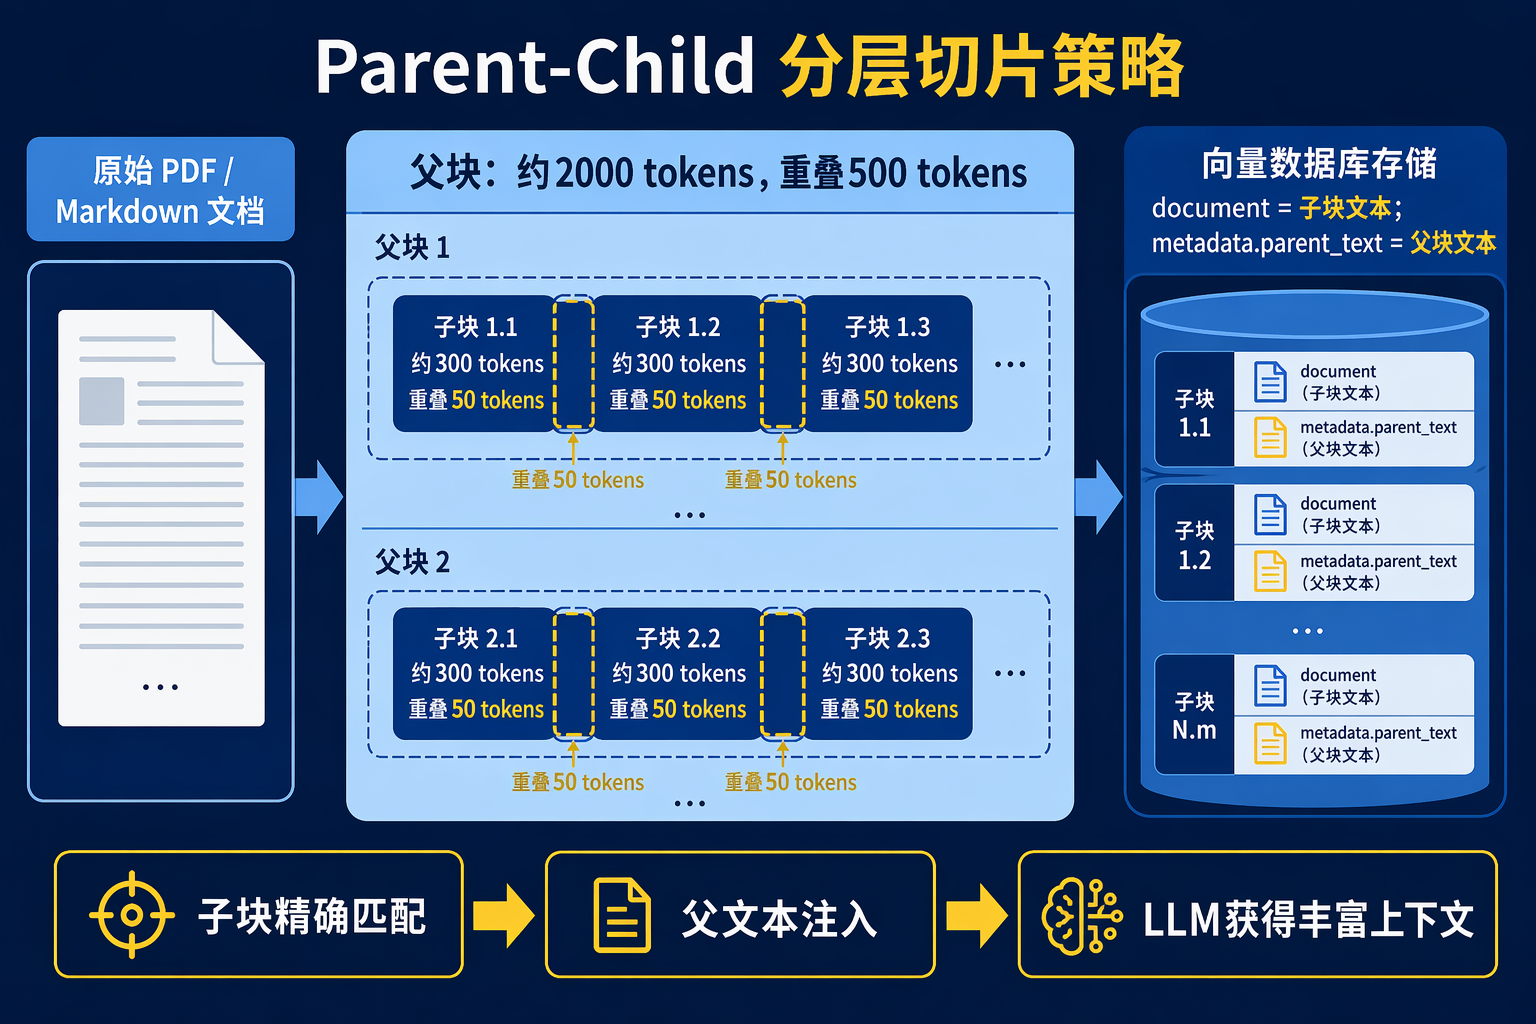 Parent-Child 分层切片策略
原始 PDF /
Markdown 文档
...
父块：约2000 tokens，重叠500 tokens
父块 1
子块 1.1
约300 tokens
重叠50 tokens
子块 1.2
约300 tokens
重叠50 tokens
子块 1.3
约300 tokens
重叠50 tokens
...
重叠50 tokens
重叠50 tokens
...
父块 2
子块 2.1
约300 tokens
重叠50 tokens
子块 2.2
约300 tokens
重叠50 tokens
子块 2.3
约300 tokens
重叠50 tokens
...
重叠50 tokens
重叠50 tokens
...
向量数据库存储
document = 子块文本；
metadata.parent_text = 父块文本
子块
1.1
document
（子块文本）
metadata.parent_text
（父块文本）
子块
1.2
document
（子块文本）
metadata.parent_text
（父块文本）
...
子块
N.m
document
（子块文本）
metadata.parent_text
（父块文本）
子块精确匹配
父文本注入
LLM获得丰富上下文